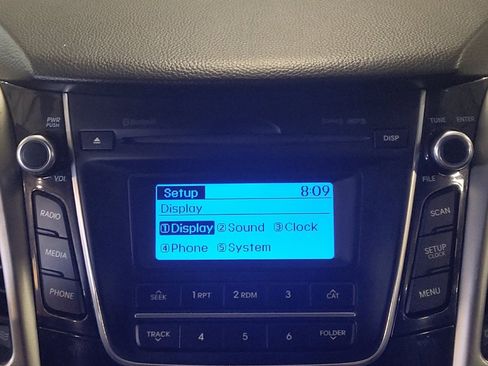 PWR
PUSH
VOL
Bluetooth
DISP
TUNE ENTER
FILE
Setup 8:09
Display
①Display ②Sound ③Clock
④Phone ⑤System
RADIO
MEDIA
PHONE
SCAN
SETUP
CLOCK
MENU
SEEK 1 RPT 2 RDM 3 CAT
TRACK 4 5 6 FOLDER